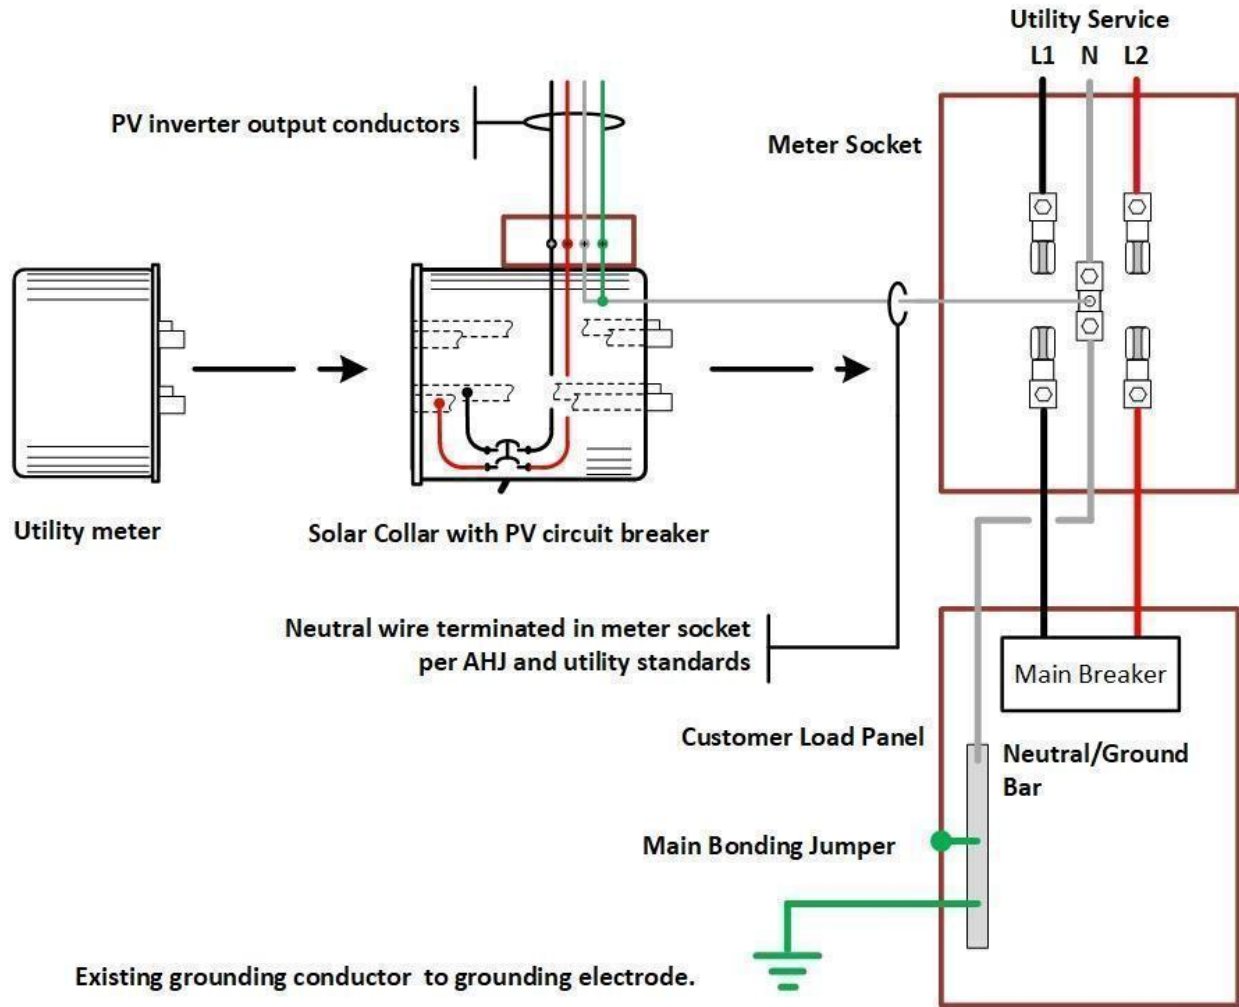 Utility Service
L1 N L2
PV inverter output conductors
Meter Socket
Utility meter
Solar Collar with PV circuit breaker
Neutral wire terminated in meter socket
per AHJ and utility standards
Main Breaker
Customer Load Panel
Neutral/Ground
Bar
Main Bonding Jumper
Existing grounding conductor to grounding electrode.